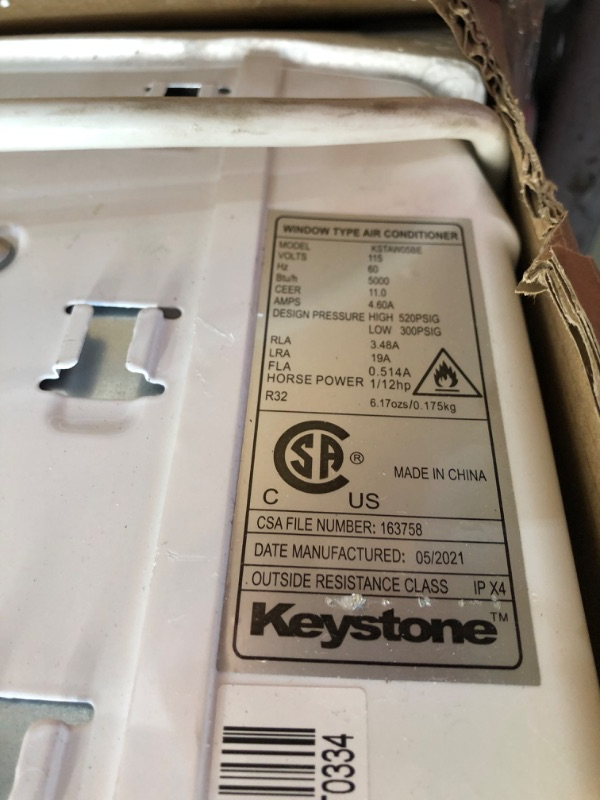 WINDOW TYPE AIR CONDITIONER
MODEL KSTAW05BE
VOLTS 115
Hz 60
Btu/h 5000
CEER 11.0
AMPS 4.60A
DESIGN PRESSURE HIGH 520PSIG
LOW 300PSIG
RLA 3.48A
LRA 19A
FLA 0.514A
HORSE POWER 1/12hp
R32 6.17ozs/0.175kg
CSA ®
C US
MADE IN CHINA
CSA FILE NUMBER: 163758
DATE MANUFACTURED: 05/2021
OUTSIDE RESISTANCE CLASS IP X4
Keystone™
0334